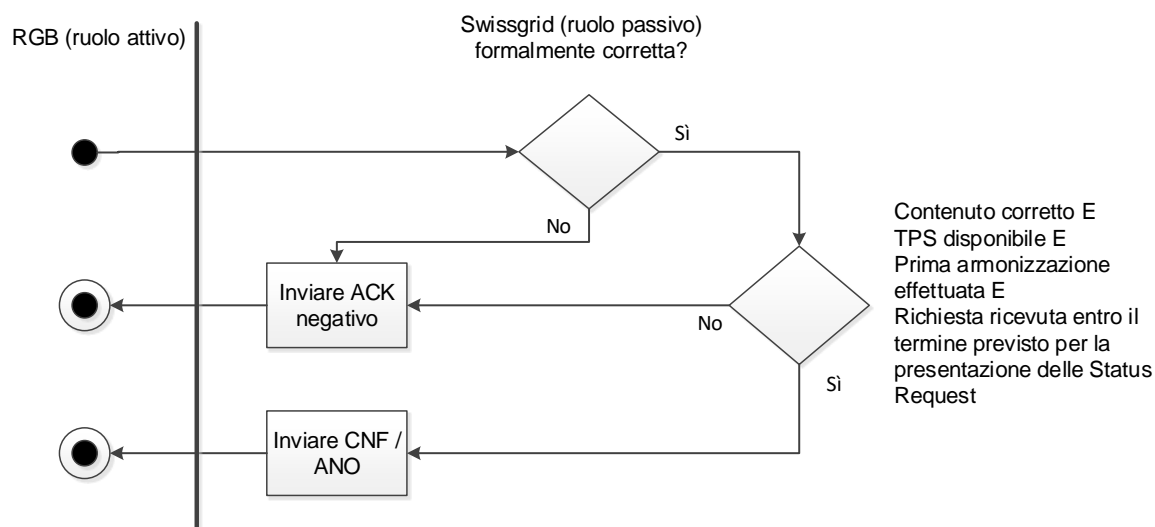 RGB (ruolo attivo)
Swissgrid (ruolo passivo)
formalmente corretta?
Sì
No
Contenuto corretto E
TPS disponibile E
Prima armonizzazione
effettuata E
Richiesta ricevuta entro il
termine previsto per la
presentazione delle Status
Request
Inviare ACK
negativo
No
Sì
Inviare CNF /
ANO